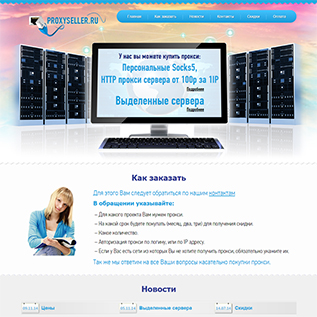 PROXYSELLER.RU
Главная Как заказать Новости Контакты Скидки Оплата
У нас вы можете купить прокси:
Персональные Socks5,
HTTP прокси сервера от 100р за 1IP
Подробнее
Выделенные сервера
Подробнее
Как заказать
Для этого Вам следует обратиться по нашим контактам
В обращении указывайте:
– Для какого проекта Вам нужен прокси.
– На какой срок будете покупать (месяц, два, три) для получения скидки.
– Какое количество.
– Авторизация прокси по логину, или по IP адресу.
– Если у Вас есть сети из которых Вы не хотите получить прокси, обязательно укажите их.
Так же мы ответим на все Ваши вопросы касательно покупки прокси.
Новости
Цены Выделенные сервера Скидки